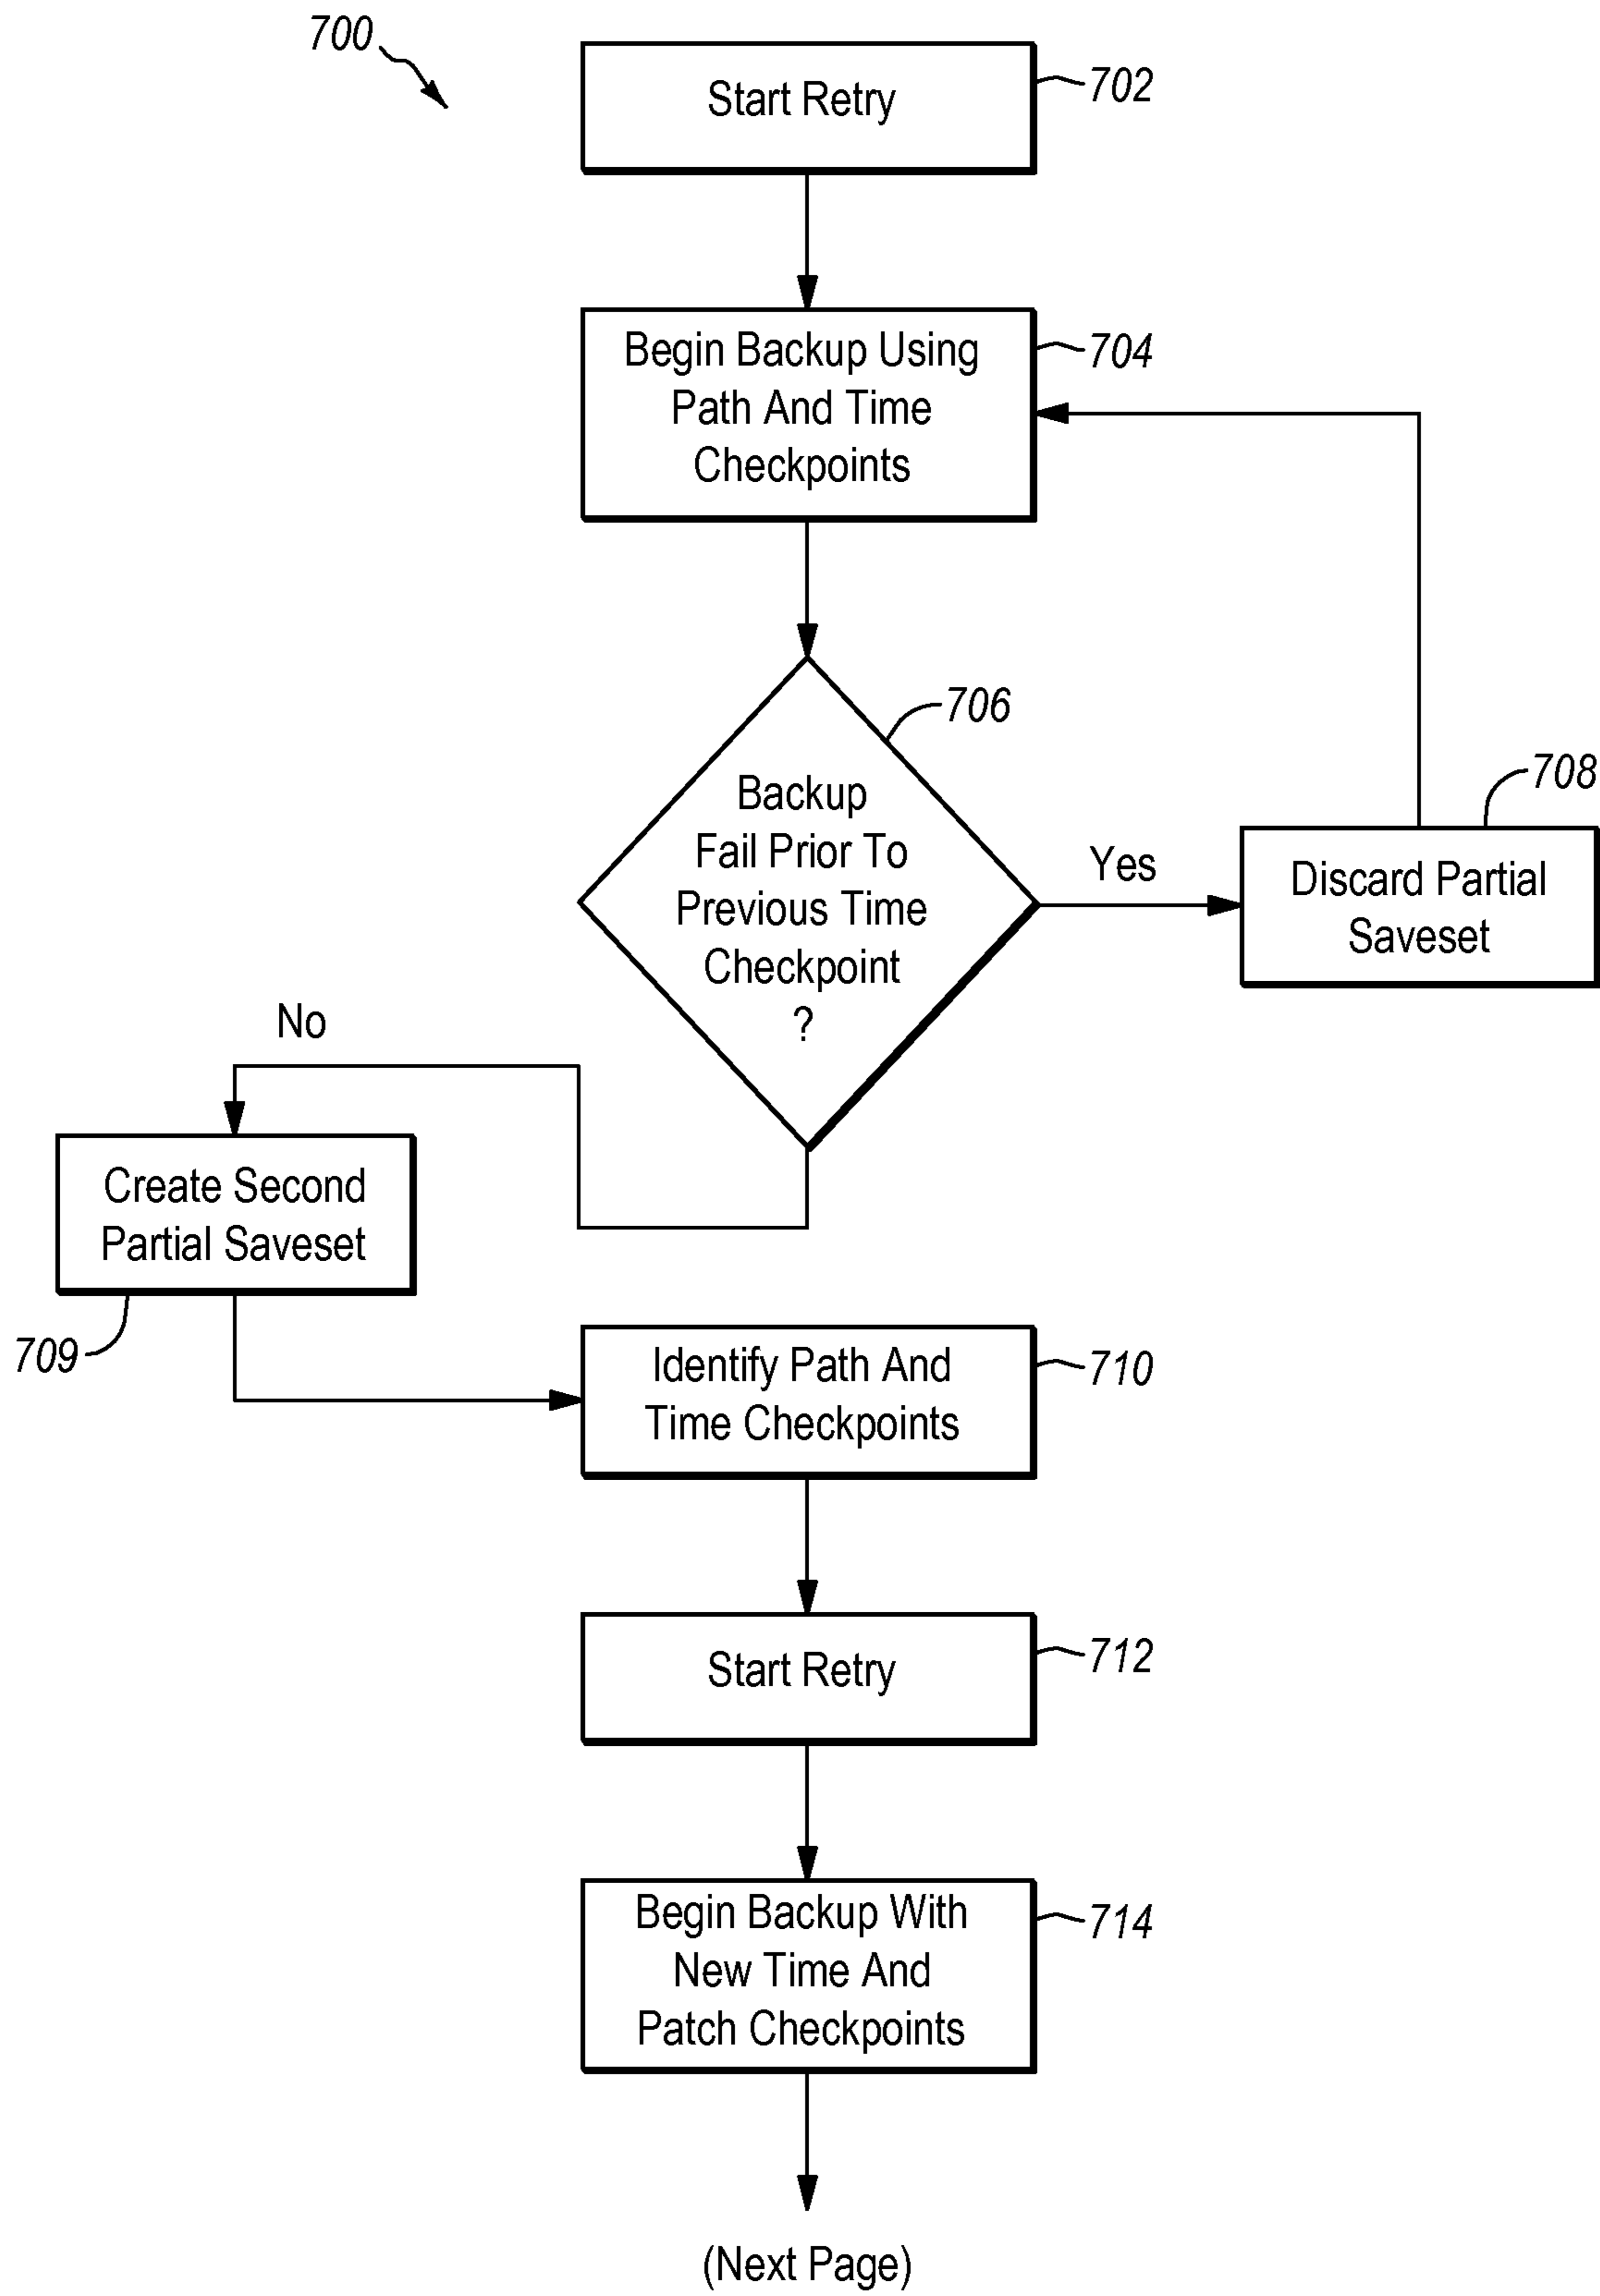 700
Start Retry
702
Begin Backup Using
Path And Time
Checkpoints
704
706
Backup
Fail Prior To
Previous Time
Checkpoint
?
Yes
708
Discard Partial
Saveset
No
Create Second
Partial Saveset
709
Identify Path And
Time Checkpoints
710
Start Retry
712
Begin Backup With
New Time And
Patch Checkpoints
714
(Next Page)